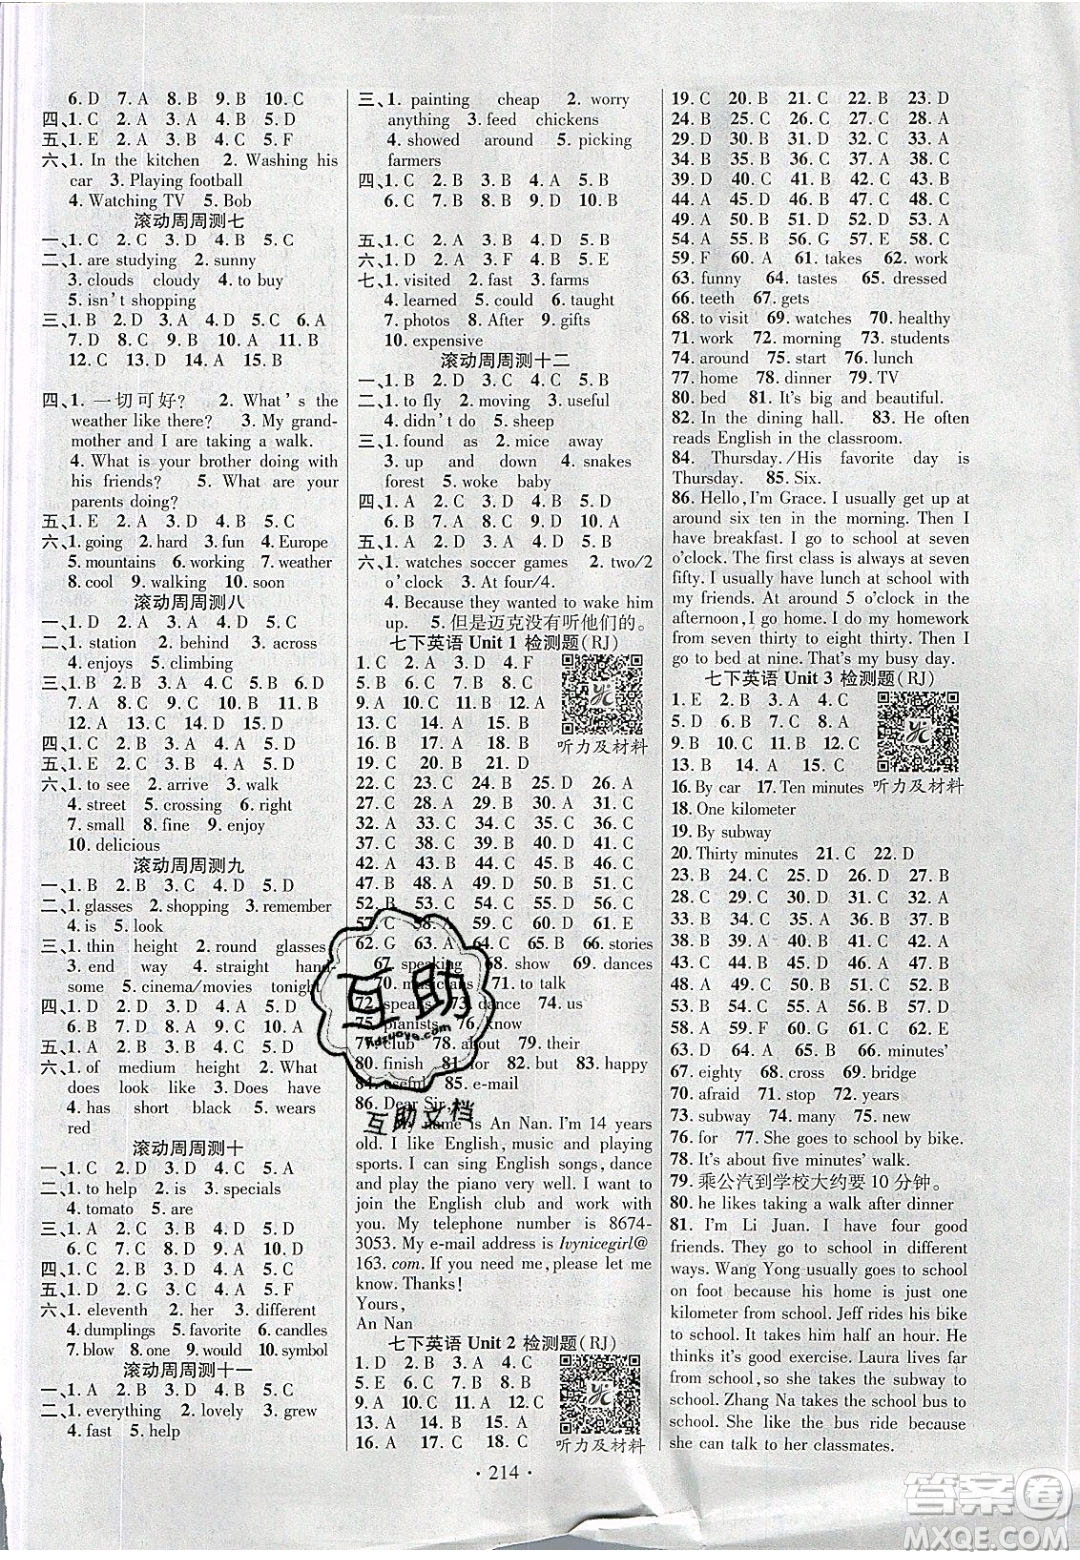 6. D 7. A 8. B 9. B 10. C
四、1. C 2. A 3. A 4. B 5. D
五、1. E 2. A 3. D 4. C 5. F
六、1. In the kitchen 2. Washing his
car 3. Playing football
4. Watching TV 5. Bob
滚动周周测七
一、1. C 2. C 3. A 4. B 5. D
二、1. are studying 2. sunny
3. clouds cloudy 4. to buy
5. isn't shopping
三、1. B 2. A 3. D 4. B 5. C 6. A
7. D 8. C 9. B 10. A 11. A
12. C 13. D 14. A 15. B
四、1. 一切可好? 2. What's the
weather like there? 3. My grand-
mother and I are taking a walk.
4. What is your brother doing with
his friends? 5. What are your
parents doing?
五、1. E 2. A 3. D 4. B 5. C
六、1. going 2. hard 3. fun 4. Europe
5. mountains 6. working 7. weather
8. cool 9. walking 10. soon
滚动周周测八
一、1. C 2. A 3. D 4. B 5. D
二、1. station 2. behind 3. across
4. enjoys 5. climbing
三、1. D 2. C 3. B 4. C 5. B 6. D
7. A 8. C 9. B 10. C 11. B
12. A 13. A 14. D 15. C
四、1. C 2. A 3. B 4. A 5. D
五、1. E 2. C 3. A 4. B 5. D
六、1. to see 2. arrive 3. walk
4. street 5. crossing 6. right
7. small 8. fine 9. enjoy
10. delicious
滚动周周测九
一、1. B 2. B 3. D 4. A 5. D
二、1. glasses 2. shopping 3. remember
4. is 5. look
三、1. thin height 2. round glasses
3. end way 4. straight hand-
some 5. cinema/movies tonight
四、1. C 2. D 3. D 4. A 5. C
6. B 7. B 8. D 9. D 10. A
五、1. A 2. B 3. C 4. A 5. D
六、1. of medium height 2. What
does look like 3. Does have
4. has short black 5. wears
red
滚动周周测十
一、1. C 2. D 3. C 4. C 5. A
二、1. to help 2. is 3. specials
4. tomato 5. are
三、1. A 2. C 3. B 4. D 5. D
6. C 7. C 8. D 9. A 10. D
四、1. C 2. B 3. D 4. A 5. C
五、1. D 2. C 3. B 4. A 5. F
六、1. eleventh 2. her 3. different
4. dumplings 5. favorite 6. candles
7. blow 8. one 9. would 10. symbol
滚动周周测十一
一、1. A 2. B 3. C 4. A 5. D
二、1. everything 2. lovely 3. grew
4. fast 5. help
三、1. painting cheap 2. worry
anything 3. feed chickens
4. showed around 5. picking
farmers
四、1. C 2. B 3. B 4. A 5. B
6. C 7. C 8. B 9. D 10. B
五、1. C 2. A 3. D 4. B 5. C
六、1. D 2. A 3. B 4. C 5. A
七、1. visited 2. fast 3. farms
4. learned 5. could 6. taught
7. photos 8. After 9. gifts
10. expensive
滚动周周测十二
一、1. B 2. D 3. A 4. C 5. B
二、1. to fly 2. moving 3. useful
4. didn't do 5. sheep
三、1. found as 2. mice away
3. up and down 4. snakes
forest 5. woke baby
四、1. A 2. D 3. C 4. C 5. D
6. B 7. B 8. D 9. C 10. A
五、1. C 2. B 3. A 4. B 5. D
六、1. watches soccer games 2. two/2
o'clock 3. At four/4.
4. Because they wanted to wake him
up. 5. 但是迈克没有听他们的。
七下英语 Unit 1 检测题(RJ)
1. C 2. A 3. D 4. F
5. B 6. B 7. C 8. C
9. A 10. C 11. B 12. A
13. C 14. A 15. B
16. B 17. A 18. C 听力及材料
19. C 20. B 21. D
22. C 23. D 24. B 25. D 26. A
27. D 28. A 29. C 30. B 31. C
32. A 33. C 34. B 35. A 36. A
37. C 38. C 39. B 40. B 41. C
42. A 43. B 44. A 45. B 46. D
47. B 48. A 49. D 50. B 51. C
52. B 53. C 54. C 55. D 56. B
57. C 58. F 59. D 60. B 61. E
62. G 63. A 64. C 65. B 66. stories
67. speaking 68. show 69. dances
70. musicians 71. to talk
72. speaks 73. dance 74. us
75. pianists 76. know
77. club 78. about 79. their
80. finish 81. for 82. but 83. happy
84. useful 85. e-mail
86. Dear Sir,
My name is An Nan. I'm 14 years
old. I like English, music and playing
sports. I can sing English songs, dance
and play the piano very well. I want to
join the English club and work with
you. My telephone number is 8674-
3053. My e-mail address is Ivynicegirl@
163. com. If you need me, please let me
know. Thanks!
Yours,
An Nan
七下英语 Unit 2 检测题(RJ)
1. D 2. B 3. A 4. C
5. E 6. B 7. C 8. B
9. A 10. C 11. A 12. C
13. A 14. B 15. A
16. A 17. C 18. C 听力及材料
19. C 20. B 21. C 22. B 23. D
24. B 25. B 26. C 27. C 28. A
29. D 30. C 31. D 32. C 33. A
34. B 35. A 36. A 37. C 38. B
39. D 40. B 41. C 42. B 43. B
44. A 45. D 46. B 47. A 48. C
49. C 50. A 51. B 52. C 53. D
54. A 55. D 56. C 57. B 58. E
59. F 60. A 61. takes 62. work
63. funny 64. tastes 65. dressed
66. teeth 67. gets
68. to visit 69. watches 70. healthy
71. work 72. morning 73. students
74. around 75. start 76. lunch
77. home 78. dinner 79. TV
80. bed 81. It's big and beautiful.
82. In the dining hall. 83. He often
reads English in the classroom.
84. Thursday. /His favorite day is
Thursday. 85. Six.
86. Hello, I'm Grace. I usually get up at
around six ten in the morning. Then I
have breakfast. I go to school at seven
o'clock. The first class is always at seven
fifty. I usually have lunch at school with
my friends. At around 5 o'clock in the
afternoon, I go home. I do my homework
from seven thirty to eight thirty. Then I
go to bed at nine. That's my busy day.
七下英语 Unit 3 检测题(RJ)
1. E 2. B 3. A 4. C
5. D 6. B 7. C 8. A
9. B 10. B 11. C 12. A
13. B 14. A 15. C
16. By car 17. Ten minutes 听力及材料
18. One kilometer
19. By subway
20. Thirty minutes 21. C 22. D
23. B 24. C 25. B 26. D 27. B
28. C 29. C 30. A 31. D 32. A
33. D 34. B 35. A 36. C 37. A
38. D 39. B 40. B 41. A 42. B
43. C 44. D 45. B 46. C 47. C
48. A 49. C 50. D 51. A 52. C
53. B 54. C 55. D 56. D 57. B
58. A 59. F 60. D 61. C 62. E
63. D 64. B 65. A 66. minutes'
67. eighty 68. cross 69. bridge
70. afraid 71. dream 72. years
73. subway 74. many 75. new
76. for 77. She goes to school by bike.
78. It's about five minutes' walk.
79. 乘公汽到学校大约要 10 分钟。
80. he likes taking a walk after dinner
81. I'm Li Juan. I have four good
friends. They go to school in different
ways. Wang Yong usually goes to school
on foot because his home is about one
kilometer from school. Jeff rides his bike
to school. It takes him half an hour. He
thinks it's good exercise. Laura lives far
from school, so she takes the subway to
school. Zhang Na takes the school bus to
school. She likes the bus ride because
she can talk to her classmates.
· 214 ·
互助
Hdzuoye.com
互助文档
答案圈
MXQE.COM